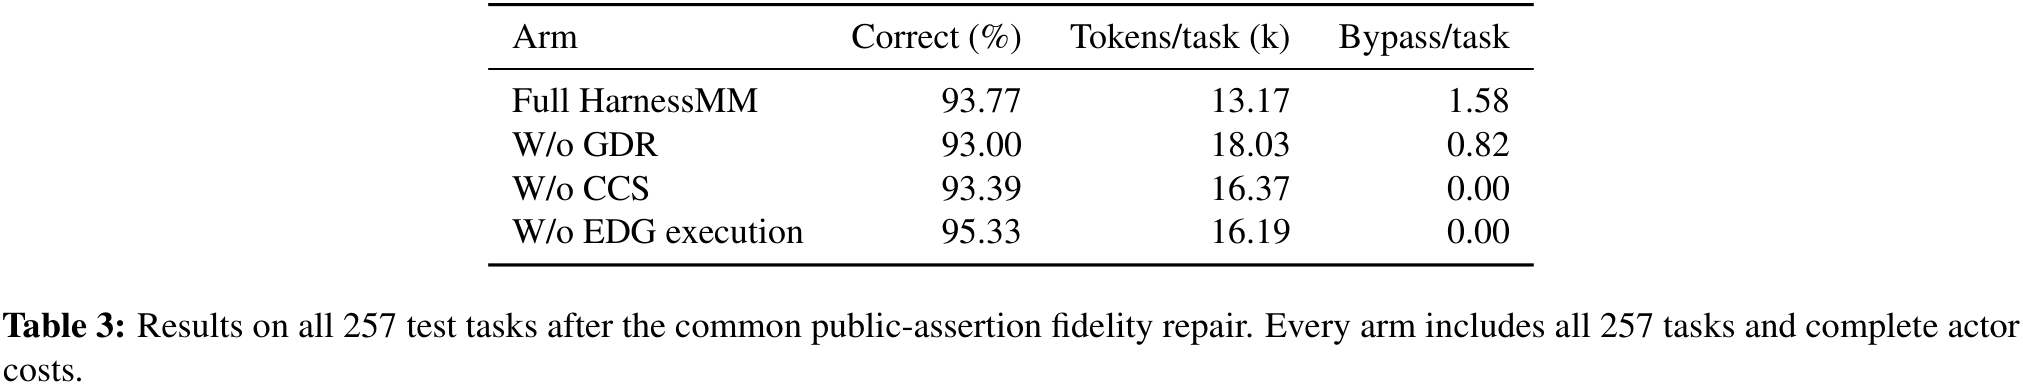 Arm Correct (%) Tokens/task (k) Bypass/task
Full HarnessMM 93.77 13.17 1.58
W/o GDR 93.00 18.03 0.82
W/o CCS 93.39 16.37 0.00
W/o EDG execution 95.33 16.19 0.00
Table 3: Results on all 257 test tasks after the common public-assertion fidelity repair. Every arm includes all 257 tasks and complete actor
costs.